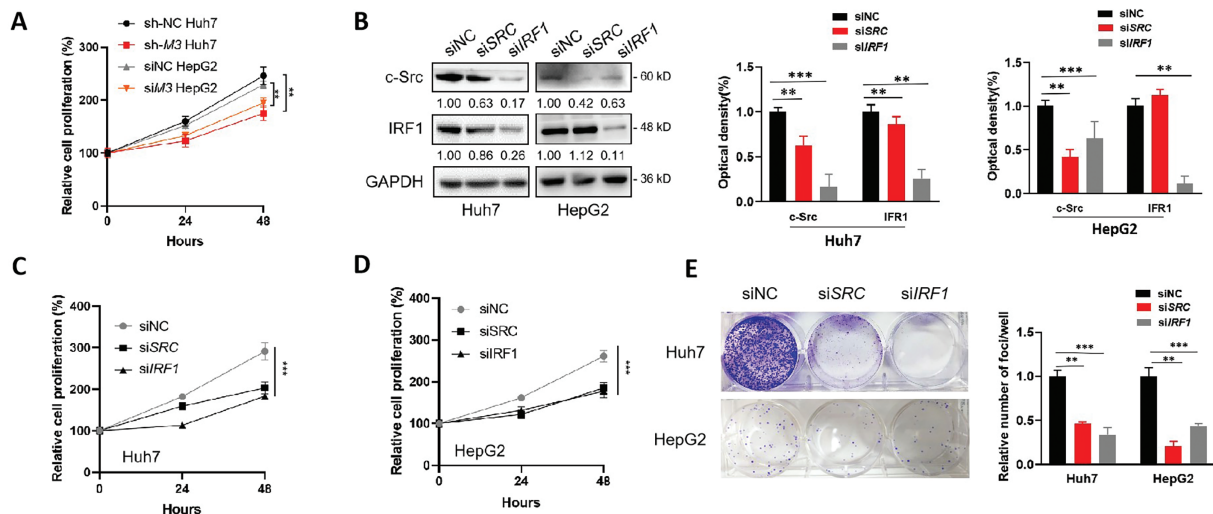 A
sh-NC Huh7
sh-M3 Huh7
siNC HepG2
siM3 HepG2
Relative cell proliferation (%)
300
250
200
150
100
50
0
0 24 48
Hours
**
**
B
siNC siSRC siIRF1 siNC siSRC siIRF1
c-Src - 60 kD
1.00 0.63 0.17 1.00 0.42 0.63
IRF1 - 48 kD
1.00 0.86 0.26 1.00 1.12 0.11
GAPDH - 36 kD
Huh7 HepG2
siNC
siSRC
siIRF1
Optical density(%)
1.5
1.0
0.5
0.0
*** **
** **
c-Src IFR1
Huh7
siNC
siSRC
siIRF1
Optical density(%)
1.5
1.0
0.5
0.0
*** **
**
c-Src IFR1
HepG2
C
Relative cell proliferation (%)
400
300
200
100
0
siNC
siSRC
siIRF1
***
Huh7
0 24 48
Hours
D
Relative cell proliferation (%)
400
300
200
100
0
siNC
siSRC
siIRF1
***
HepG2
0 24 48
Hours
E
siNC siSRC siIRF1
Huh7
HepG2
siNC
siSRC
siIRF1
Relative number of foci/well
1.5
1.0
0.5
0.0
*** ***
** **
Huh7 HepG2